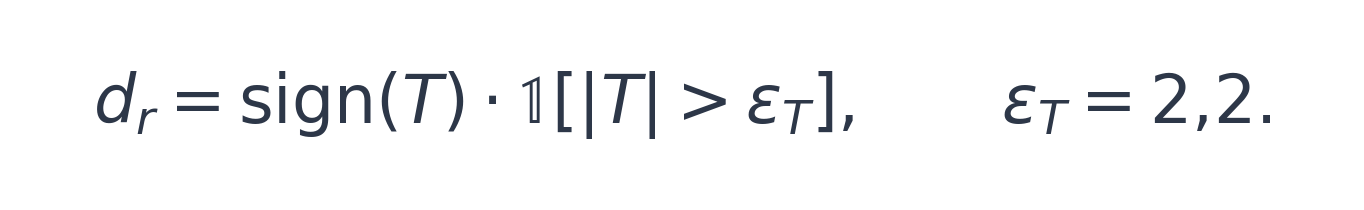 d_r = sign(T) · 𝟙[|T| > ε_T],  ε_T = 2,2.